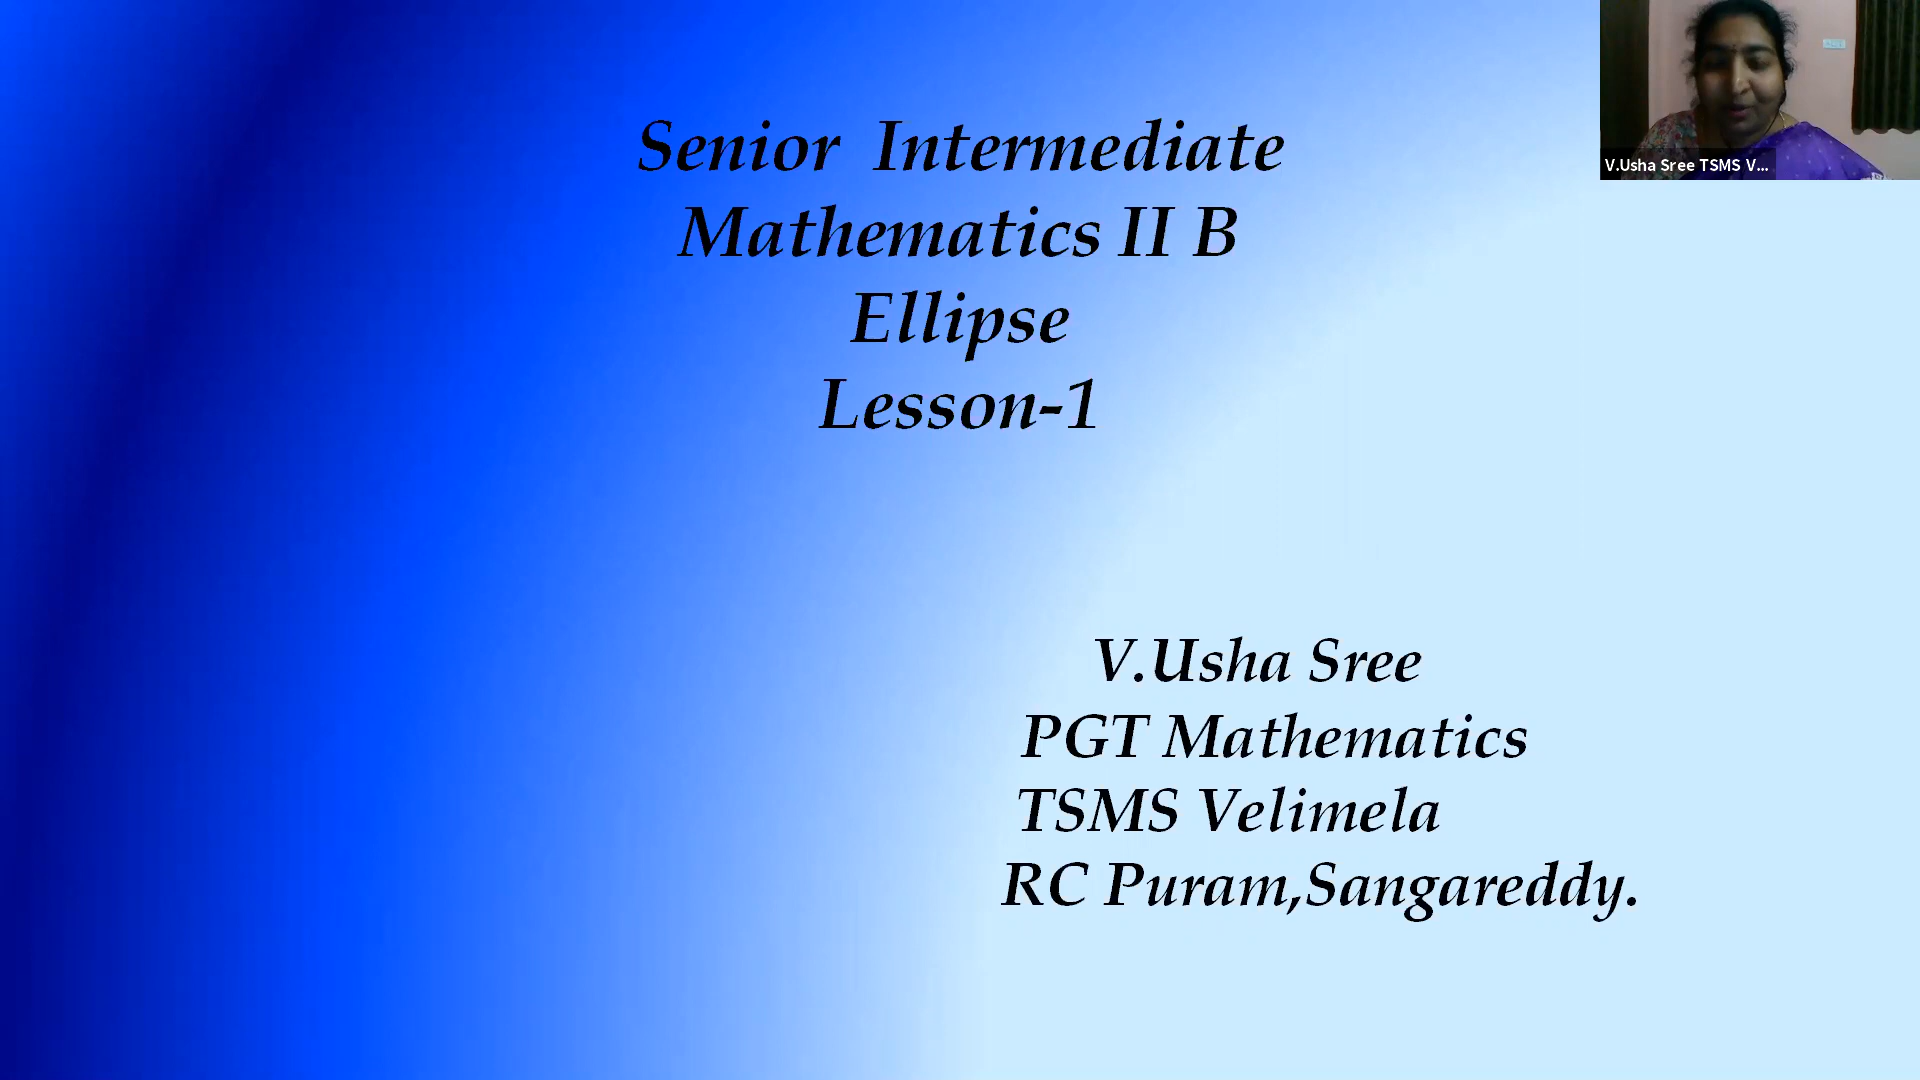 Senior Intermediate
Mathematics II B
Ellipse
Lesson-1
V.Usha Sree TSMS V...
V.Usha Sree
PGT Mathematics
TSMS Velimela
RC Puram,Sangareddy.